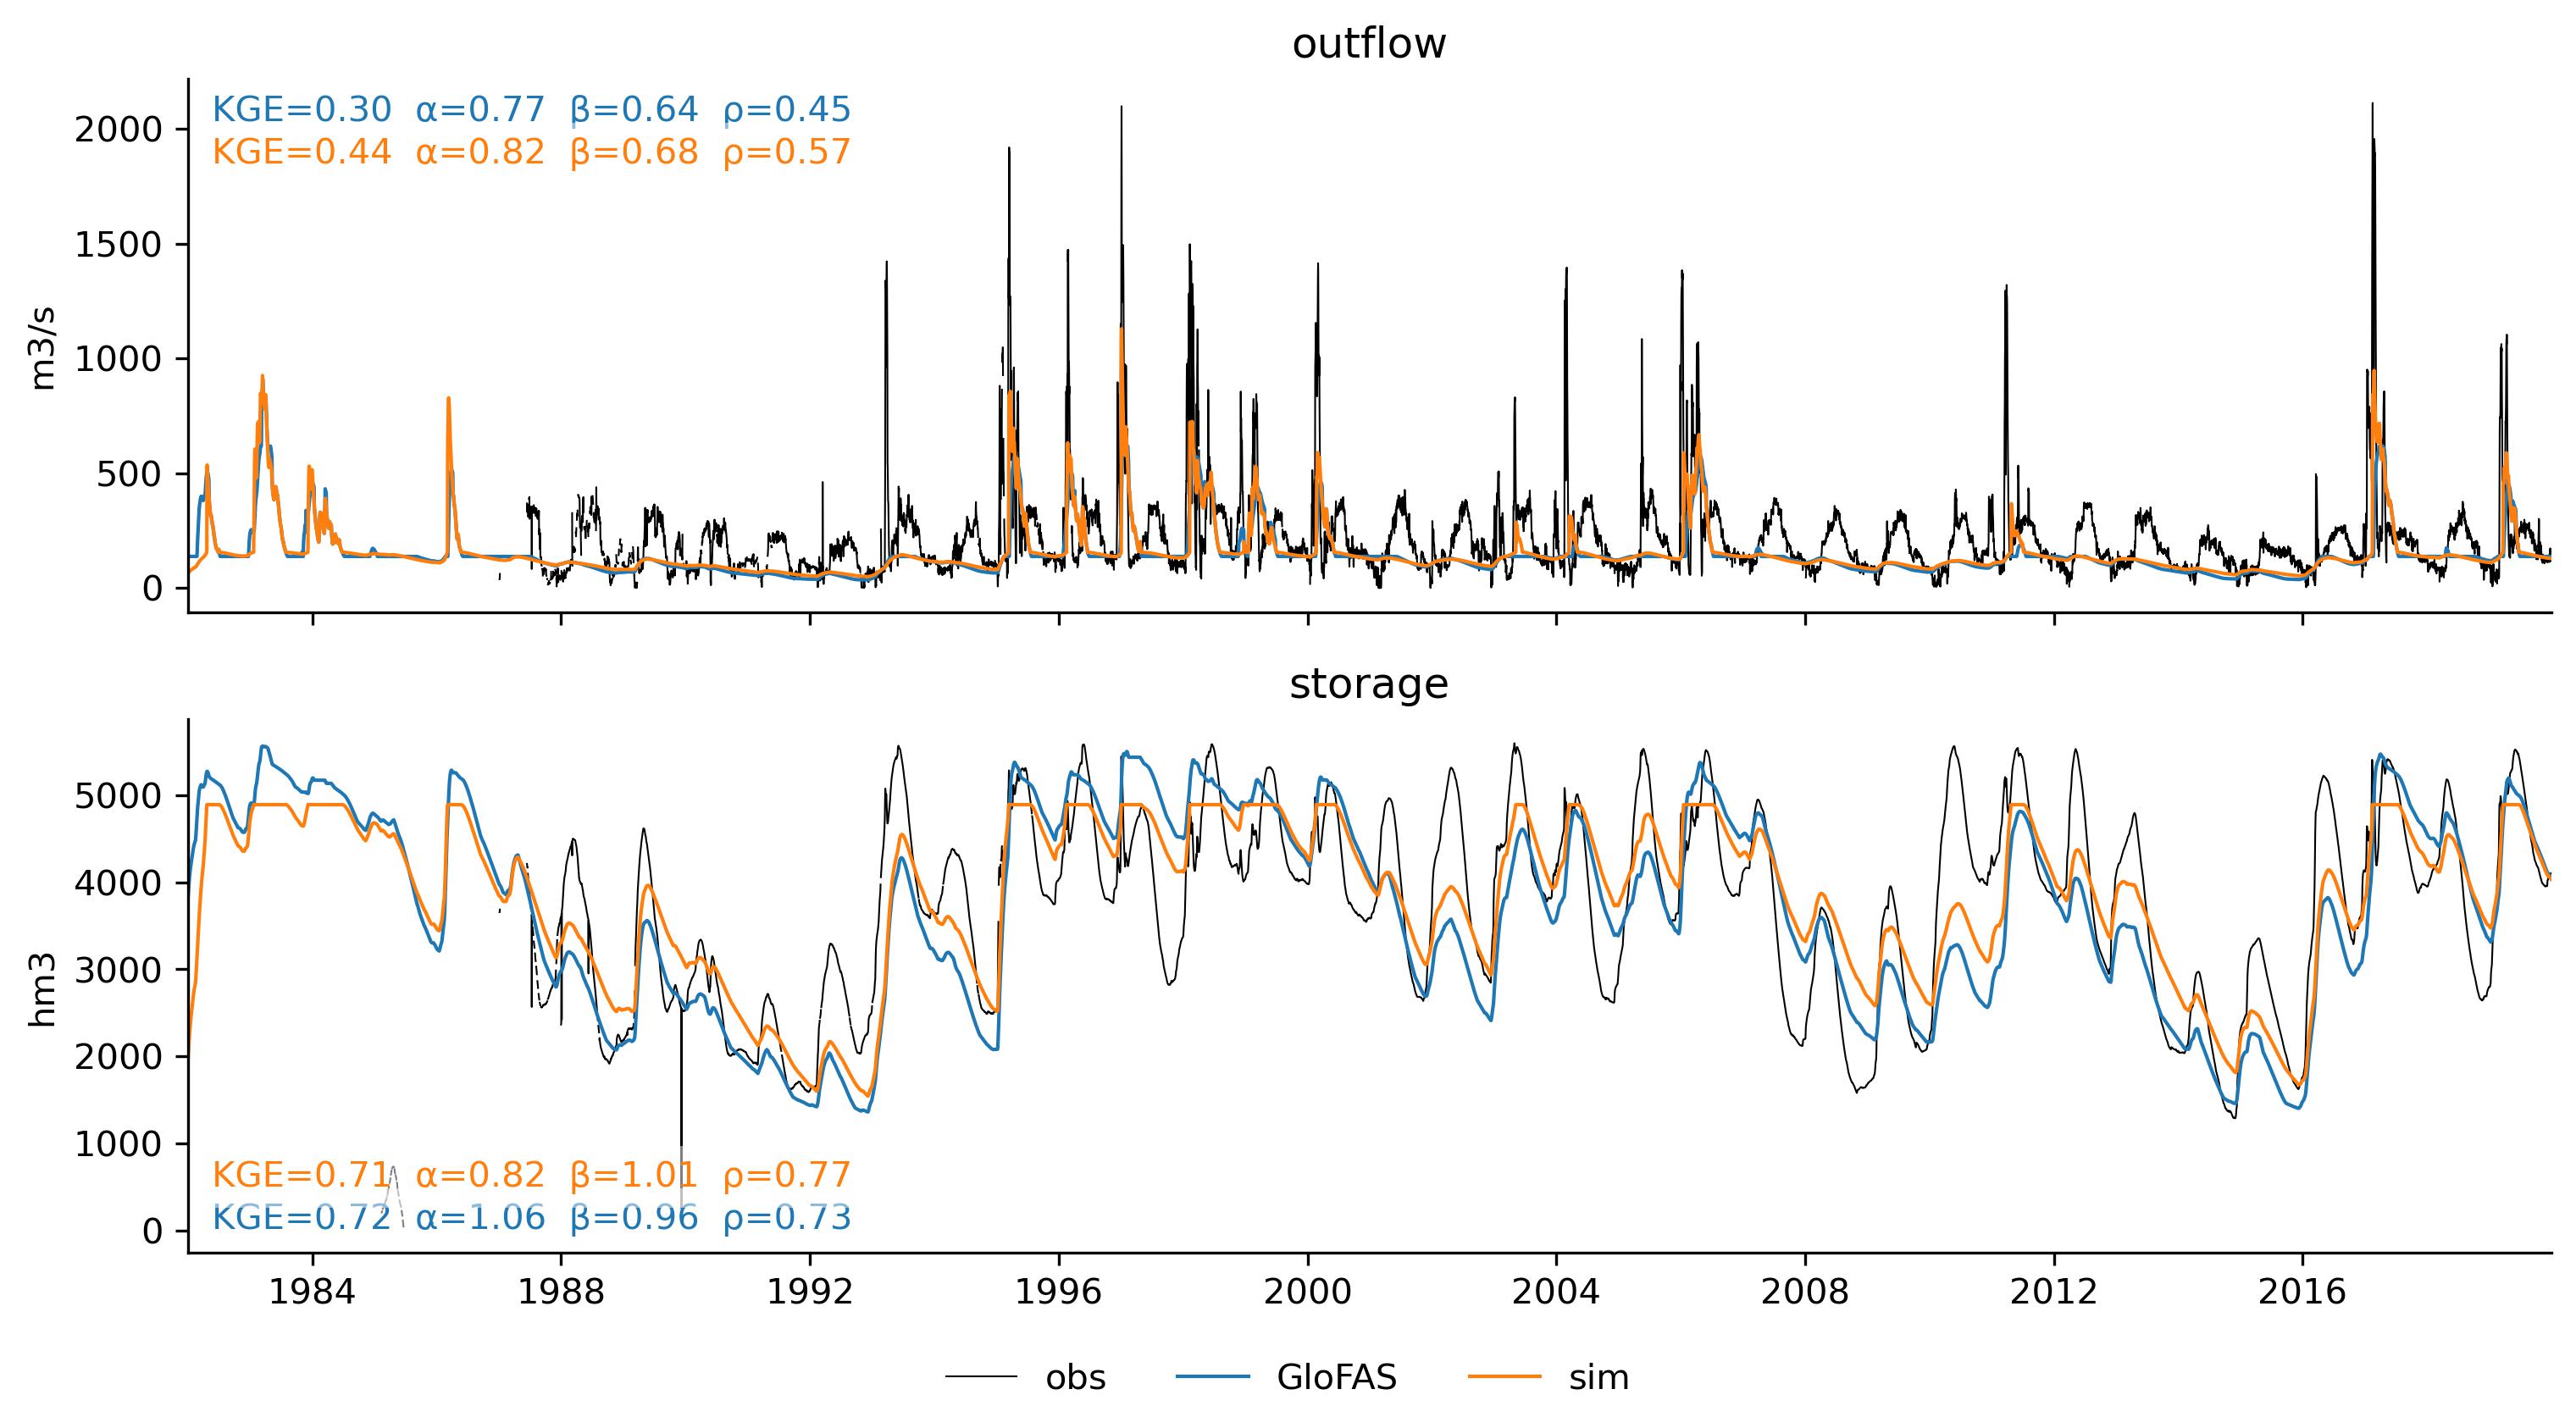 outflow
KGE=0.30 α=0.77 β=0.64 ρ=0.45
KGE=0.44 α=0.82 β=0.68 ρ=0.57
2000
1500
1000
500
0
m3/s
storage
5000
4000
3000
2000
1000
0
hm3
KGE=0.71 α=0.82 β=1.01 ρ=0.77
KGE=0.72 α=1.06 β=0.96 ρ=0.73
1984 1988 1992 1996 2000 2004 2008 2012 2016
obs GloFAS sim